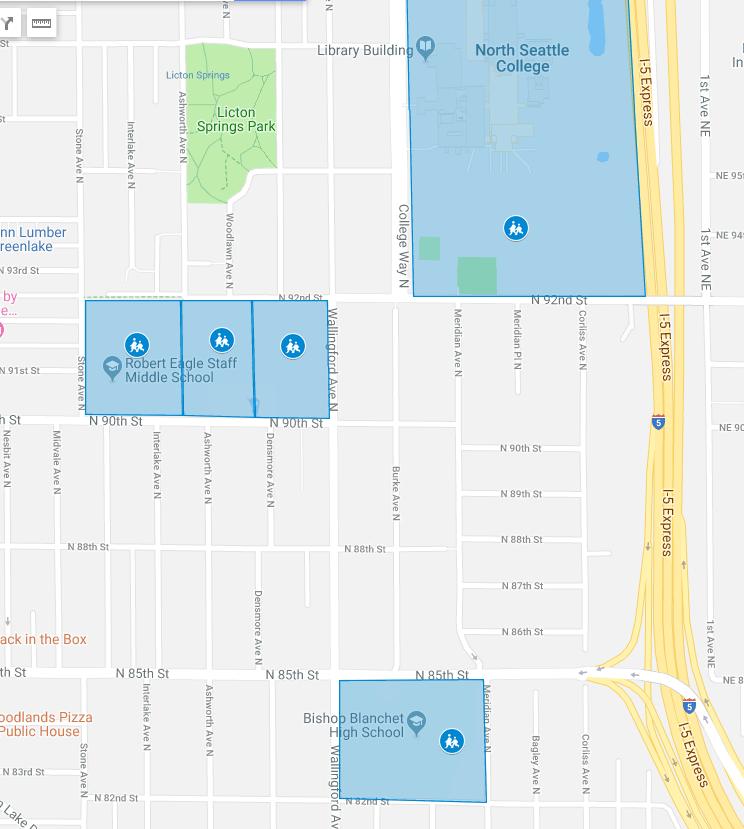 Library Building
North Seattle
College
I-5 Express
1st Ave NE
Licton Springs
Licton
Springs Park
Stone Ave N
Interlake Ave N
Ashworth Ave N
NE 95
College Way N
Woodlawn Ave N
nn Lumber
reenlake
NE 94
1st Ave NE
N 93rd St
by
e...
N 92nd St
N 92nd St
Wallingford Ave N
Meridian Ave N
Meridian Pl N
Corliss Ave N
I-5 Express
Stone Ave N
N 91st St
Robert Eagle Staff
Middle School
h St
N 90th St
N 90th St
5
NE 90
Nesbit Ave N
Midvale Ave N
Interlake Ave N
Ashworth Ave N
Densmore Ave N
N 90th St
Burke Ave N
N 89th St
I-5 Express
N 88th St
N 88th St
N 88th St
N 87th St
Densmore Ave N
N 86th St
1st Ave NE
ack in the Box
th St
N 85th St
N 85th St
N 85th St
NE 8
Interlake Ave N
Ashworth Ave N
Meridian Ave N
5
oodlands Pizza
Public House
Bishop Blanchet
High School
I-5 Express
Stone Ave N
Wallingford Av
Bagley Ave N
Corliss Ave N
N 83rd St
N 82nd St
N 82nd St
Lake D